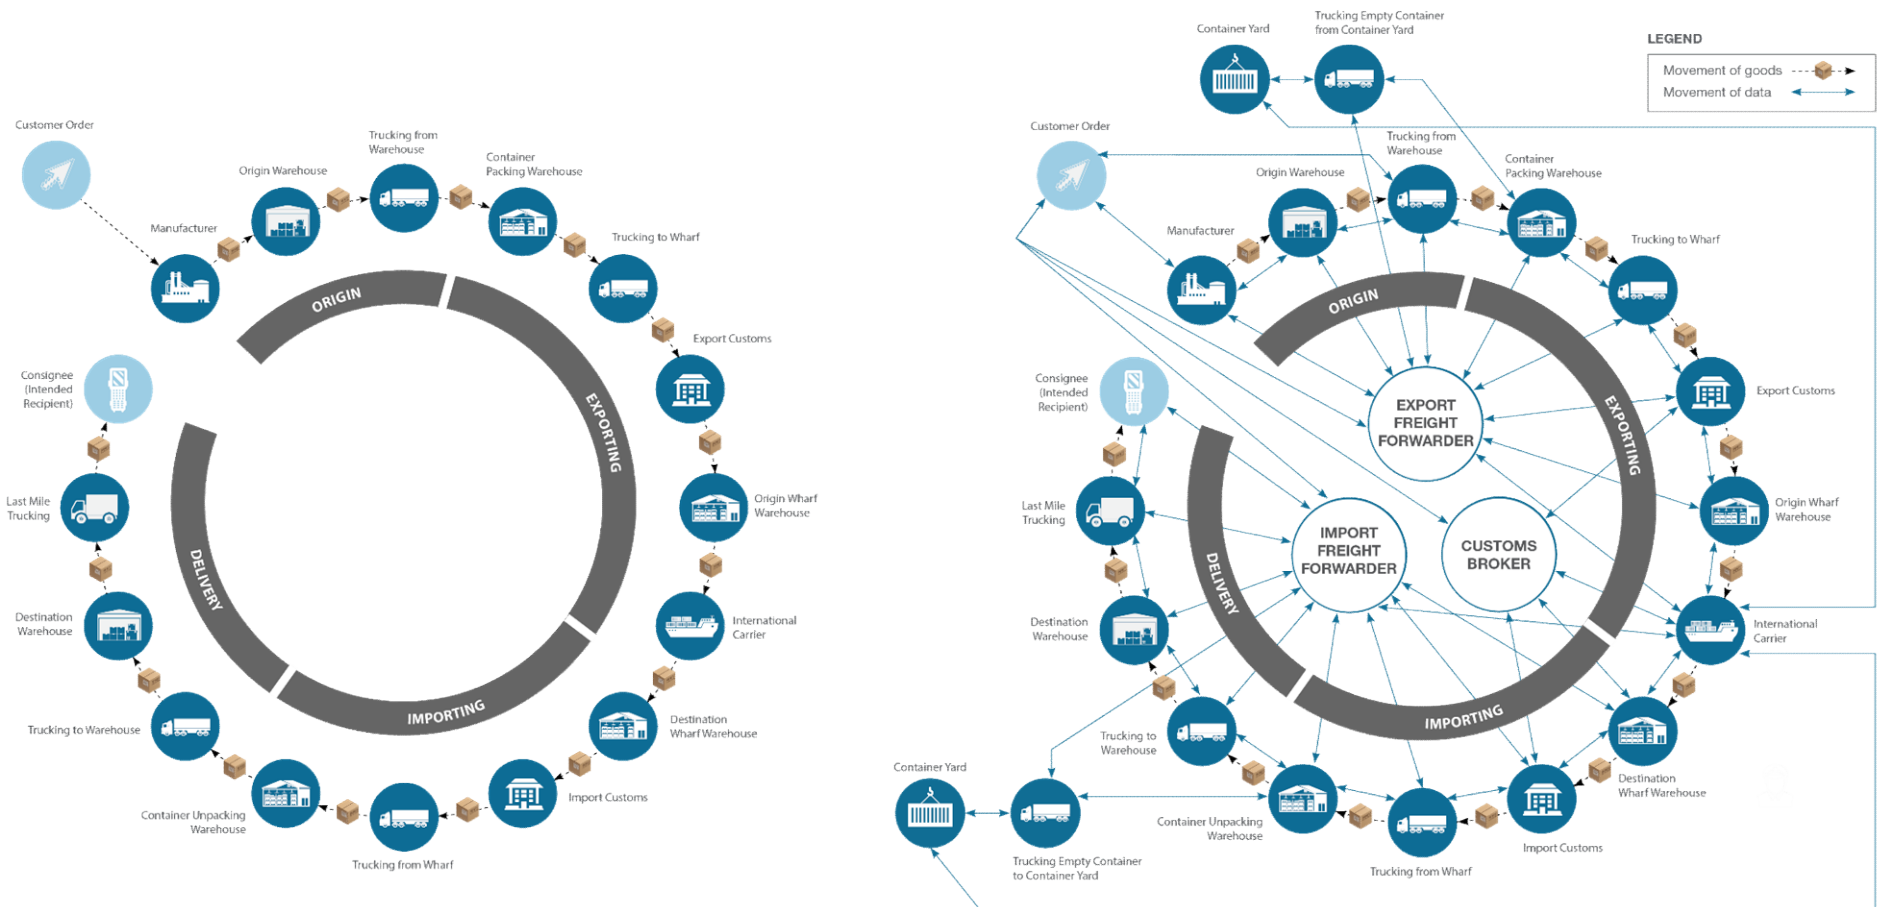 Customer Order
Trucking from
Warehouse
Origin Warehouse
Container
Packing Warehouse
Manufacturer
Trucking to Wharf
ORIGIN
Export Customs
Consignee
(Intended
Recipient)
EXPORTING
Last Mile
Trucking
Origin Wharf
Warehouse
DELIVERY
Destination
Warehouse
International
Carrier
IMPORTING
Trucking to Warehouse
Destination
Wharf Warehouse
Import Customs
Container Unpacking
Warehouse
Trucking from Wharf
Container Yard
Trucking Empty Container
from Container Yard
LEGEND
Movement of goods
Movement of data
Customer Order
Trucking from
Warehouse
Origin Warehouse
Container
Packing Warehouse
Manufacturer
Trucking to Wharf
ORIGIN
Consignee
(Intended
Recipient)
EXPORT
FREIGHT
FORWARDER
EXPORTING
Export Customs
Last Mile
Trucking
IMPORT
FREIGHT
FORWARDER
CUSTOMS
BROKER
Origin Wharf
Warehouse
DELIVERY
Destination
Warehouse
International
Carrier
IMPORTING
Trucking to
Warehouse
Container Yard
Destination
Wharf Warehouse
Container Unpacking
Warehouse
Import Customs
Trucking Empty Container
to Container Yard
Trucking from Wharf